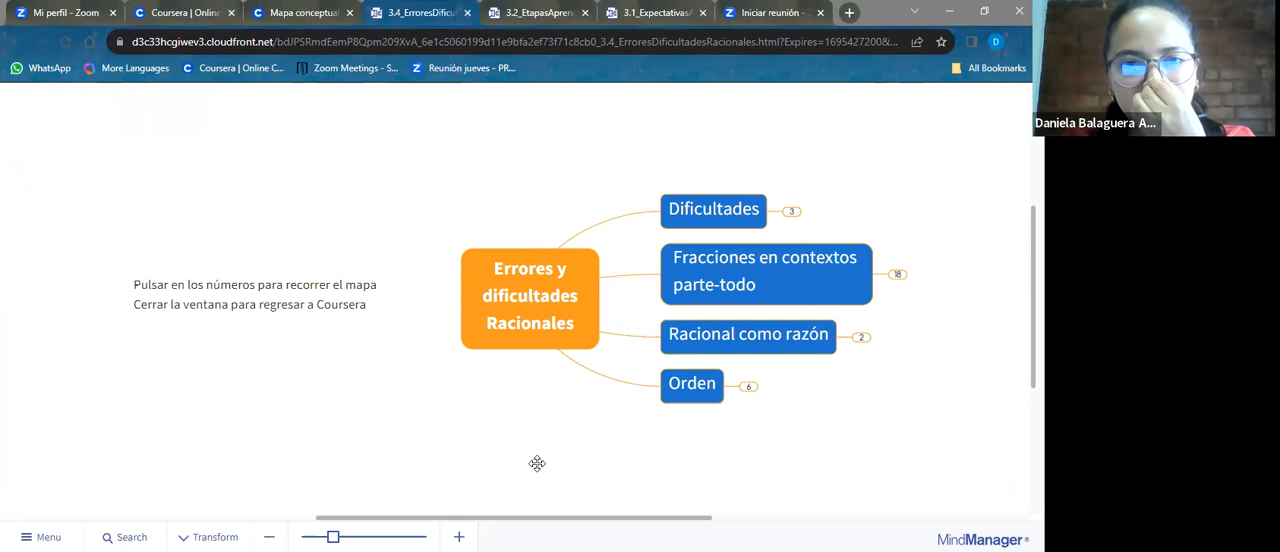 Mi perfil - Zoom
Coursera | Online
Mapa conceptual
3.4_ErroresDificul
3.2_EtapasApren
3.1_Expectativas
Iniciar reunión -
d3c33hcgiwev3.cloudfront.net/bdJPSRmdEemP8Qpm209XvA_6e1c5060199d11e9bfa2ef73f71c8cb0_3.4_ErroresDificultadesRacionales.html?Expires=16954272008&...
D
WhatsApp
More Languages
Coursera | Online C...
Zoom Meetings - S...
Reunión jueves - PR...
All Bookmarks
Daniela Balaguera A...
Dificultades
3
Fracciones en contextos
parte-todo
18
Errores y
dificultades
Racionales
Pulsar en los números para recorrer el mapa
Cerrar la ventana para regresar a Coursera
Racional como razón
2
Orden
6
Menu
Search
Transform
MindManager®